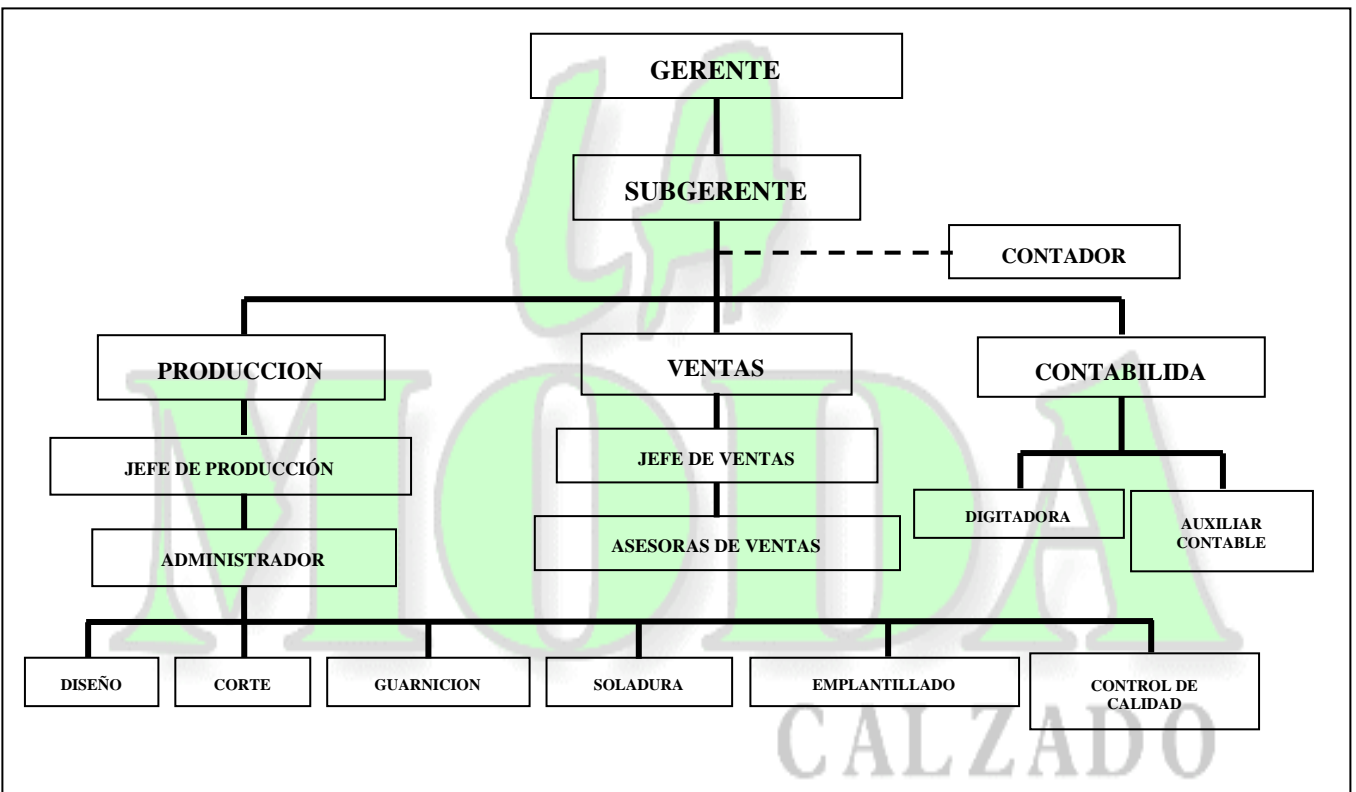 GERENTE
SUBGERENTE
CONTADOR
PRODUCCION
VENTAS
CONTABILIDA
JEFE DE PRODUCCIÓN
JEFE DE VENTAS
DIGITADORA
AUXILIAR
CONTABLE
ADMINISTRADOR
ASESORAS DE VENTAS
DISEÑO
CORTE
GUARNICION
SOLADURA
EMPLANTILLADO
CONTROL DE
CALIDAD
LA
MODA
CALZADO